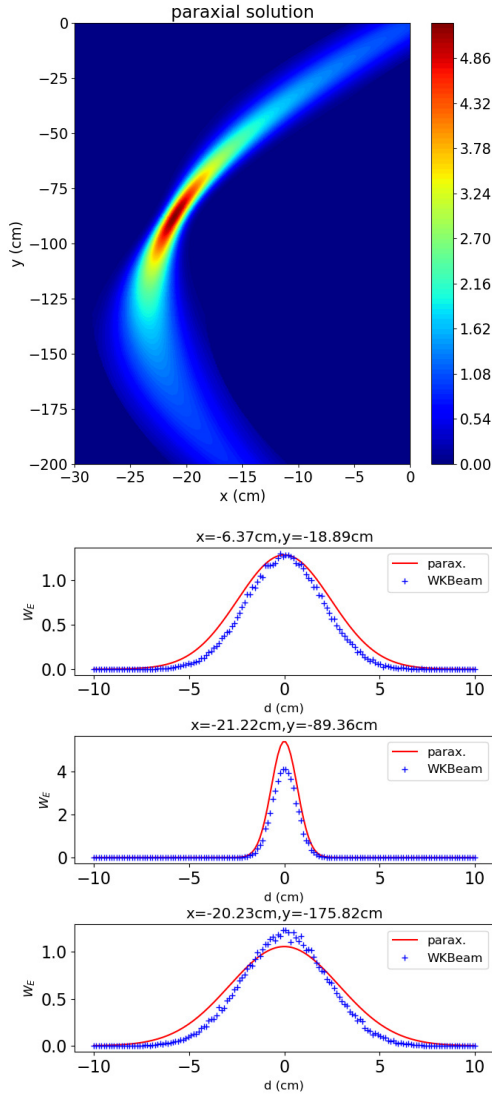 paraxial solution
0
−25
−50
−75
−100
−125
−150
−175
−200
y (cm)
−30 −25 −20 −15 −10 −5 0
x (cm)
4.86
4.32
3.78
3.24
2.70
2.16
1.62
1.08
0.54
0.00
x=-6.37cm,y=-18.89cm
1.0
0.5
0.0
W_E
parax.
WKBeam
−10 −5 0 5 10
d (cm)
x=-21.22cm,y=-89.36cm
4
2
0
W_E
parax.
WKBeam
−10 −5 0 5 10
d (cm)
x=-20.23cm,y=-175.82cm
1.0
0.5
0.0
W_E
parax.
WKBeam
−10 −5 0 5 10
d (cm)